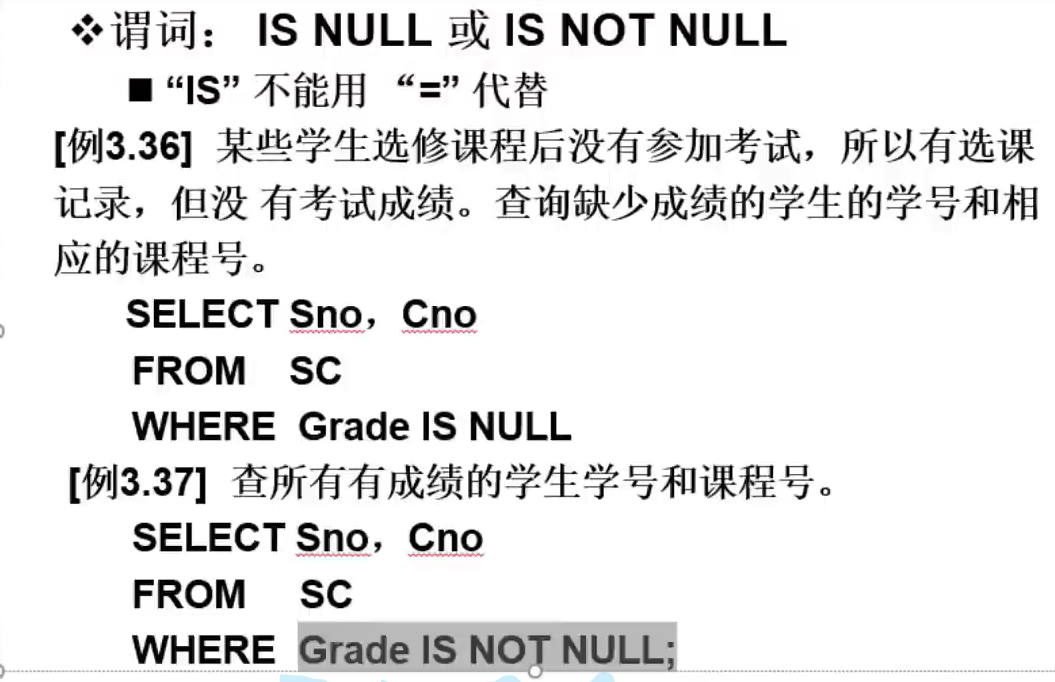 ❖谓词： IS NULL 或 IS NOT NULL
■ “IS” 不能用 “=” 代替
[例3.36] 某些学生选修课程后没有参加考试，所以有选课
记录，但没 有考试成绩。查询缺少成绩的学生的学号和相
应的课程号。
SELECT Sno，Cno
FROM SC
WHERE Grade IS NULL
[例3.37] 查所有有成绩的学生学号和课程号。
SELECT Sno，Cno
FROM SC
WHERE Grade IS NOT NULL;